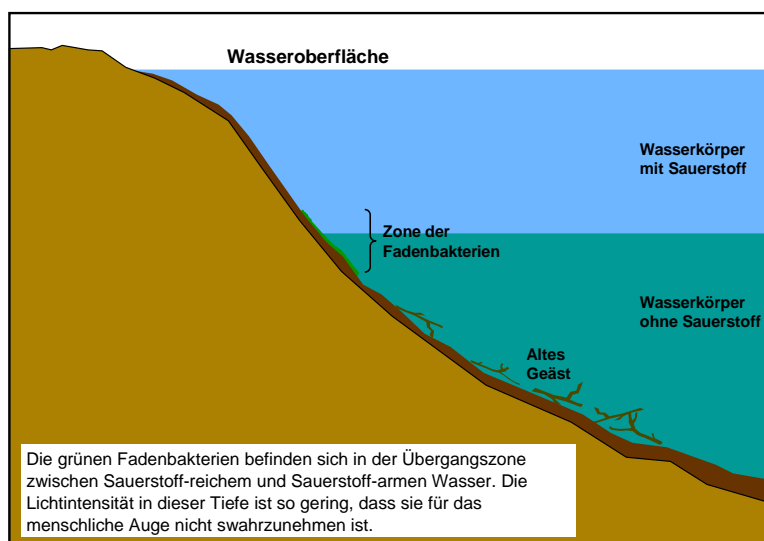 Wasseroberfläche
Wasserkörper
mit Sauerstoff
Zone der
Fadenbakterien
Wasserkörper
ohne Sauerstoff
Altes
Geäst
Die grünen Fadenbakterien befinden sich in der Übergangszone
zwischen Sauerstoff-reichem und Sauerstoff-armen Wasser. Die
Lichtintensität in dieser Tiefe ist so gering, dass sie für das
menschliche Auge nicht swahrzunehmen ist.